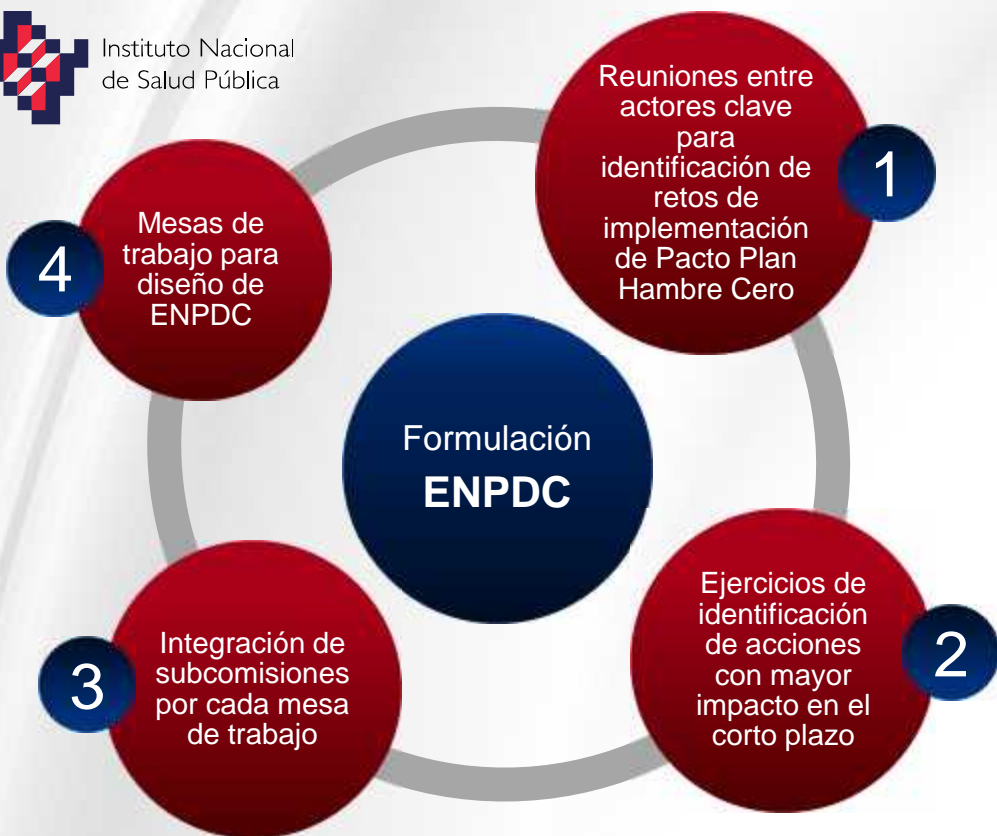 Instituto Nacional
de Salud Pública
Reuniones entre
actores clave
para
identificación de
retos de
implementación
de Pacto Plan
Hambre Cero
1
Mesas de
trabajo para
diseño de
ENPDC
4
Formulación
ENPDC
Ejercicios de
identificación
de acciones
con mayor
impacto en el
corto plazo
2
Integración de
subcomisiones
por cada mesa
de trabajo
3